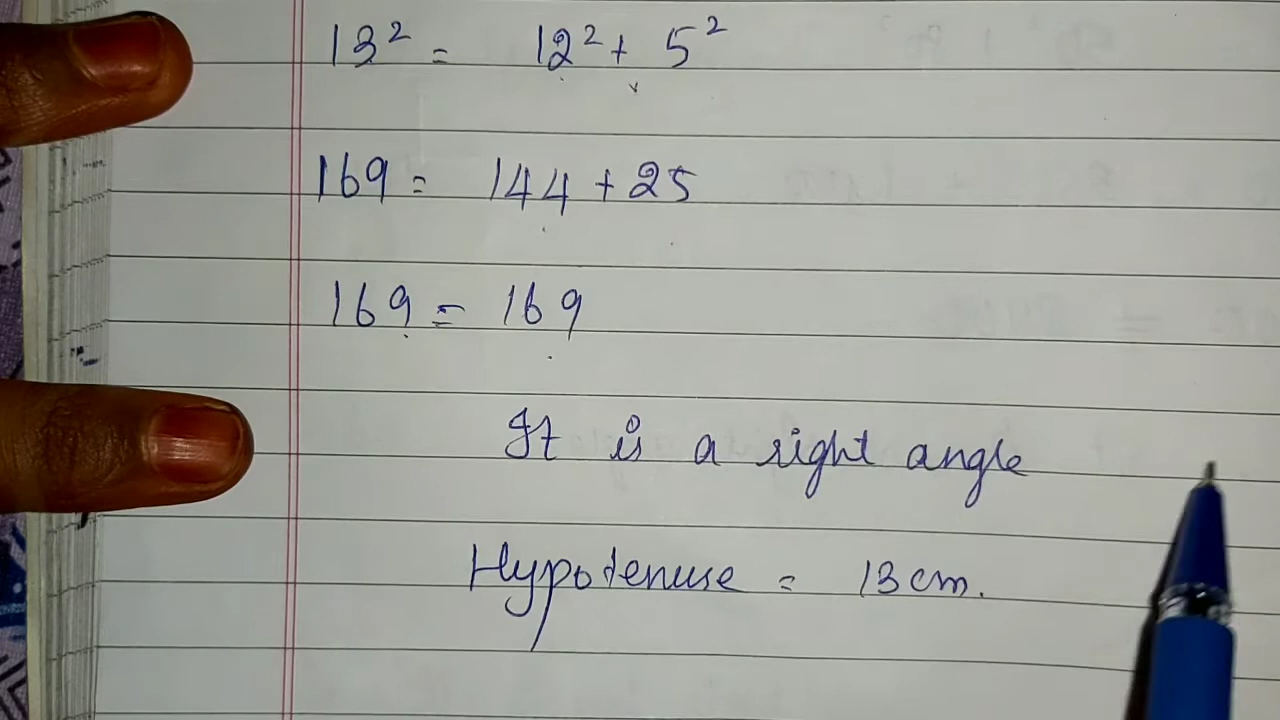 13² = 12² + 5²
169 = 144 + 25
169 = 169
It is a right angle
Hypotenuse = 13 cm.